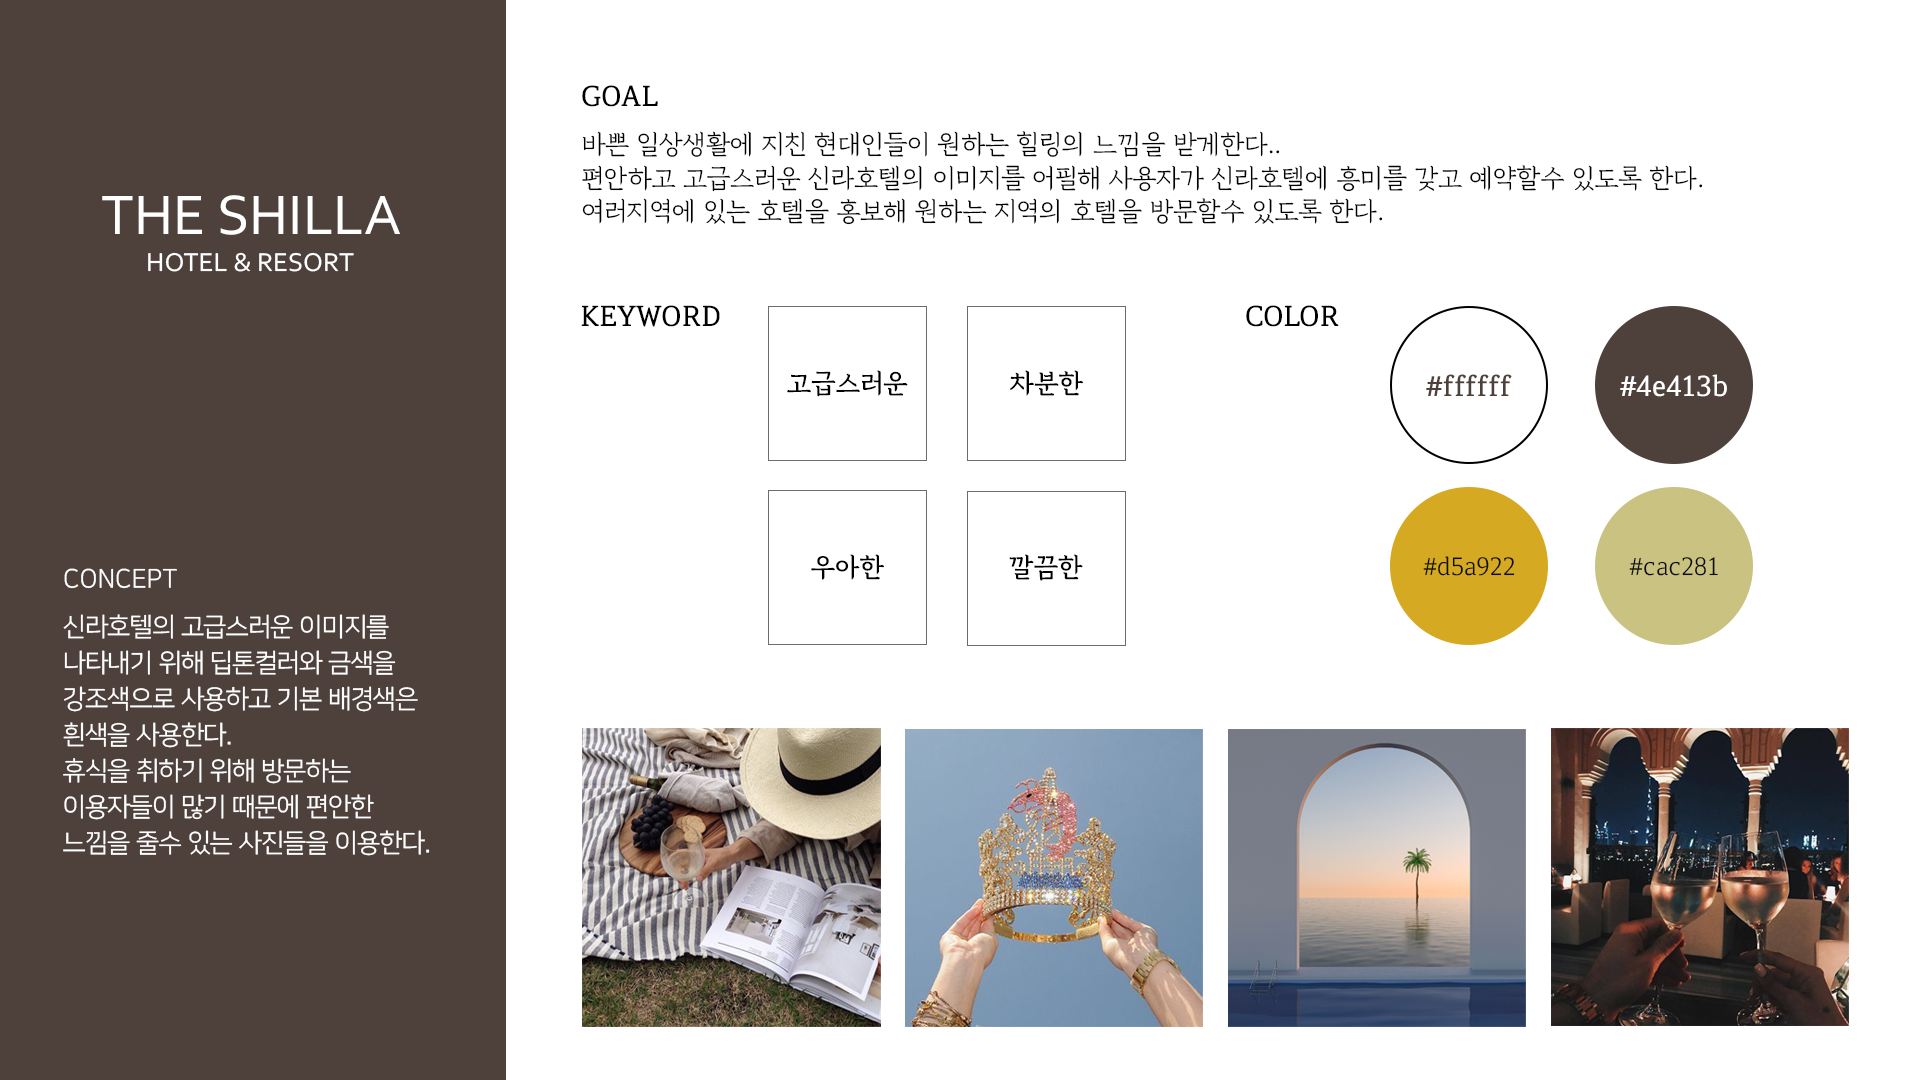 THE SHILLA
HOTEL & RESORT
CONCEPT
신라호텔의 고급스러운 이미지를
나타내기 위해 딥톤컬러와 금색을
강조색으로 사용하고 기본 배경색은
흰색을 사용한다.
휴식을 취하기 위해 방문하는
이용자들이 많기 때문에 편안한
느낌을 줄수 있는 사진들을 이용한다.
GOAL
바쁜 일상생활에 지친 현대인들이 원하는 힐링의 느낌을 받게한다..
편안하고 고급스러운 신라호텔의 이미지를 어필해 사용자가 신라호텔에 흥미를 갖고 예약할수 있도록 한다.
여러지역에 있는 호텔을 홍보해 원하는 지역의 호텔을 방문할수 있도록 한다.
KEYWORD
고급스러운
차분한
우아한
깔끔한
COLOR
#ffffff
#4e413b
#d5a922
#cac281